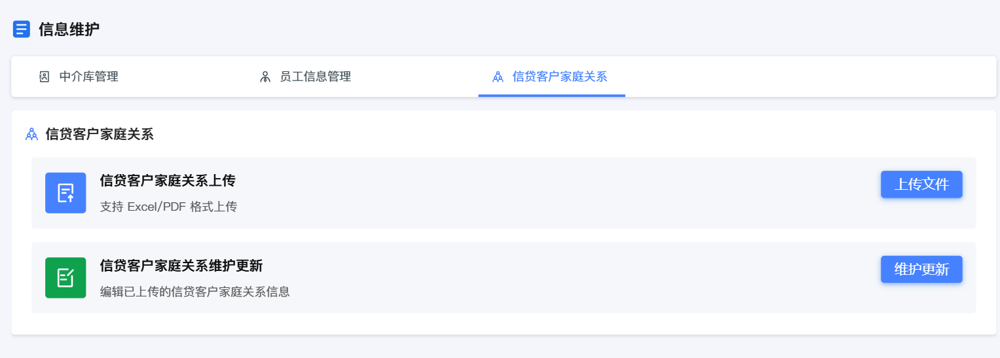 信息维护
中介库管理
员工信息管理
信贷客户家庭关系
信贷客户家庭关系
信贷客户家庭关系上传
支持 Excel/PDF 格式上传
上传文件
信贷客户家庭关系维护更新
编辑已上传的信贷客户家庭关系信息
维护更新